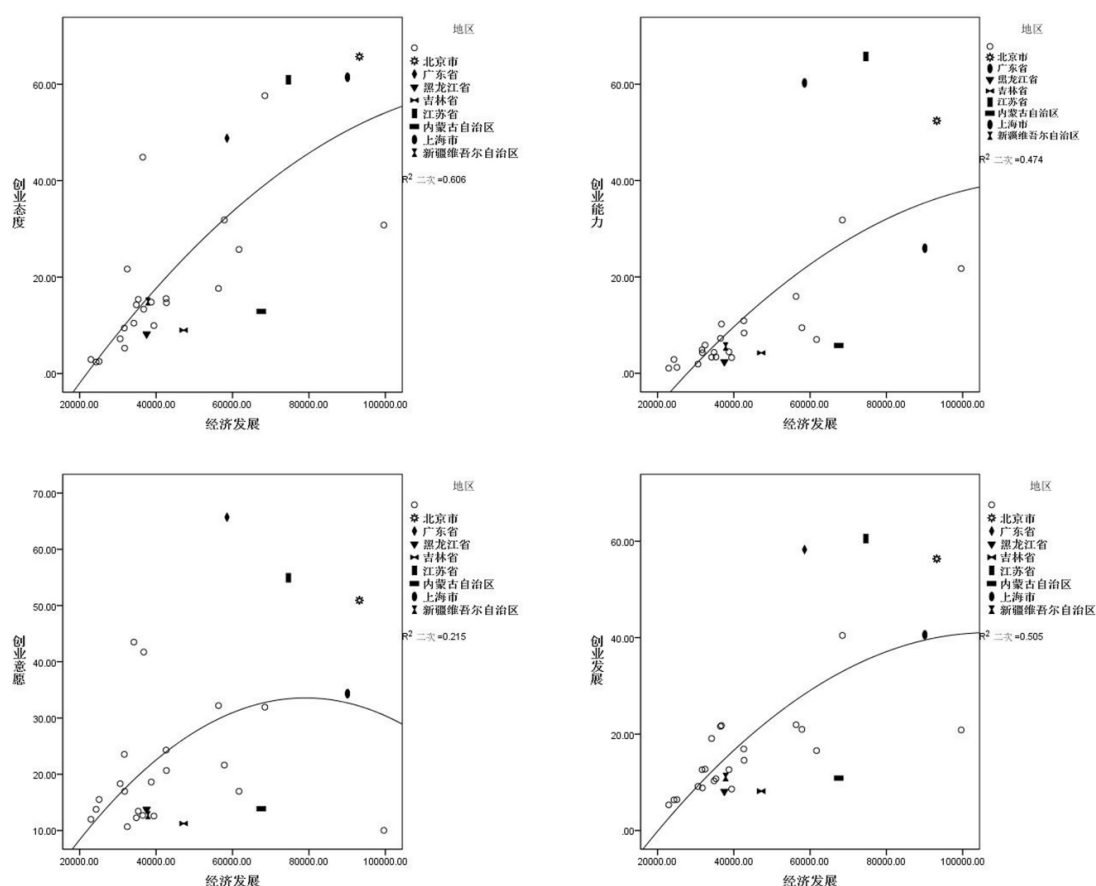 地区
北京市
广东省
黑龙江省
吉林省
江苏省
内蒙古自治区
上海市
新疆维吾尔自治区
R² 二次 =0.606
60.00
40.00
20.00
.00
创业态度
20000.00 40000.00 60000.00 80000.00 100000.00
经济发展
地区
北京市
广东省
黑龙江省
吉林省
江苏省
内蒙古自治区
上海市
新疆维吾尔自治区
R² 二次 =0.474
60.00
40.00
20.00
.00
创业能力
20000.00 40000.00 60000.00 80000.00 100000.00
经济发展
地区
北京市
广东省
黑龙江省
吉林省
江苏省
内蒙古自治区
上海市
新疆维吾尔自治区
R² 二次 =0.215
70.00
60.00
50.00
40.00
30.00
20.00
10.00
创业意愿
20000.00 40000.00 60000.00 80000.00 100000.00
经济发展
地区
北京市
广东省
黑龙江省
吉林省
江苏省
内蒙古自治区
上海市
新疆维吾尔自治区
R² 二次 =0.505
60.00
40.00
20.00
.00
创业发展
20000.00 40000.00 60000.00 80000.00 100000.00
经济发展